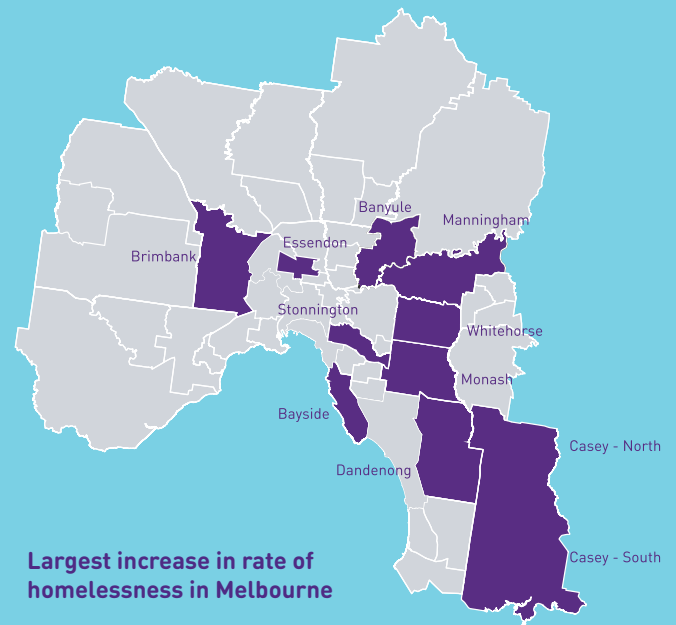 Banyule
Manningham
Essendon
Brimbank
Stonnington
Whitehorse
Monash
Bayside
Casey - North
Dandenong
Casey - South
Largest increase in rate of
homelessness in Melbourne